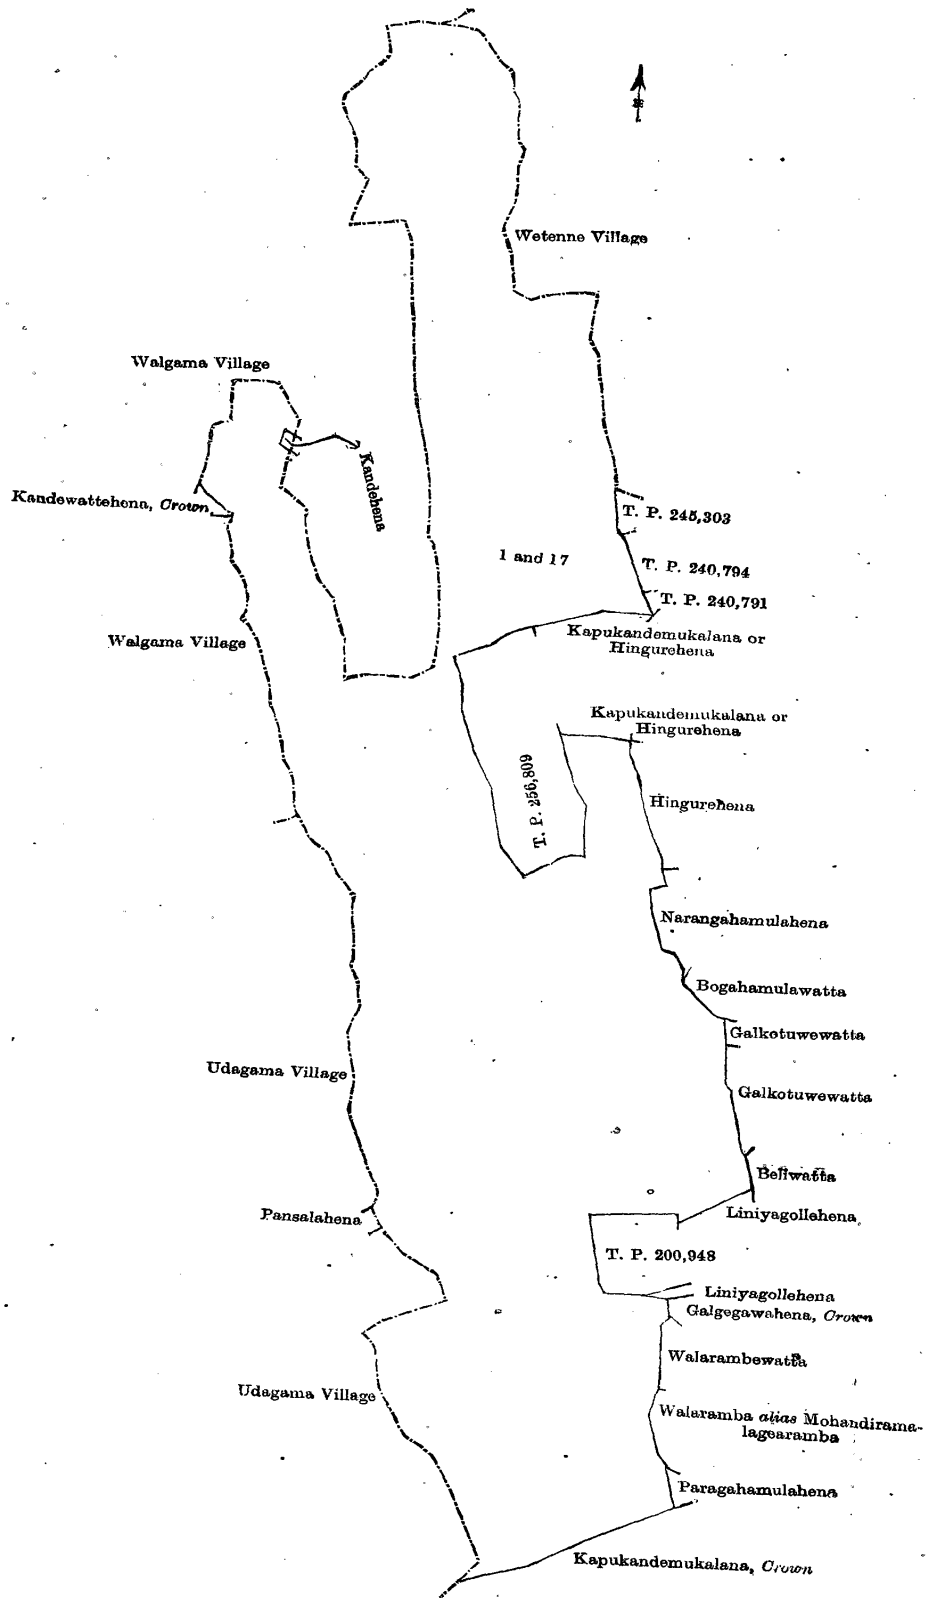 Wetenne Village
Walgama Village
Kandehena
Kandewattehena, Crown
T. P. 245,303
1 and 17
T. P. 240,794
T. P. 240,791
Kapukandemukalana or
Hingurehena
Walgama Village
Kapukandemukalana or
Hingurehena
T. P. 256,809
Hingurehena
Narangahamulahena
Bogahamulawatta
Galkotuwewatta
Udagama Village
Galkotuwewatta
Beliwatta
Pansalahena
Liniyagollehena
T. P. 200,948
Liniyagollehena
Galgegawahena, Crown
Walarambewatta
Udagama Village
Walaramba alias Mohandirama-
lagearamba
Paragahamulahena
Kapukandemukalana, Crown